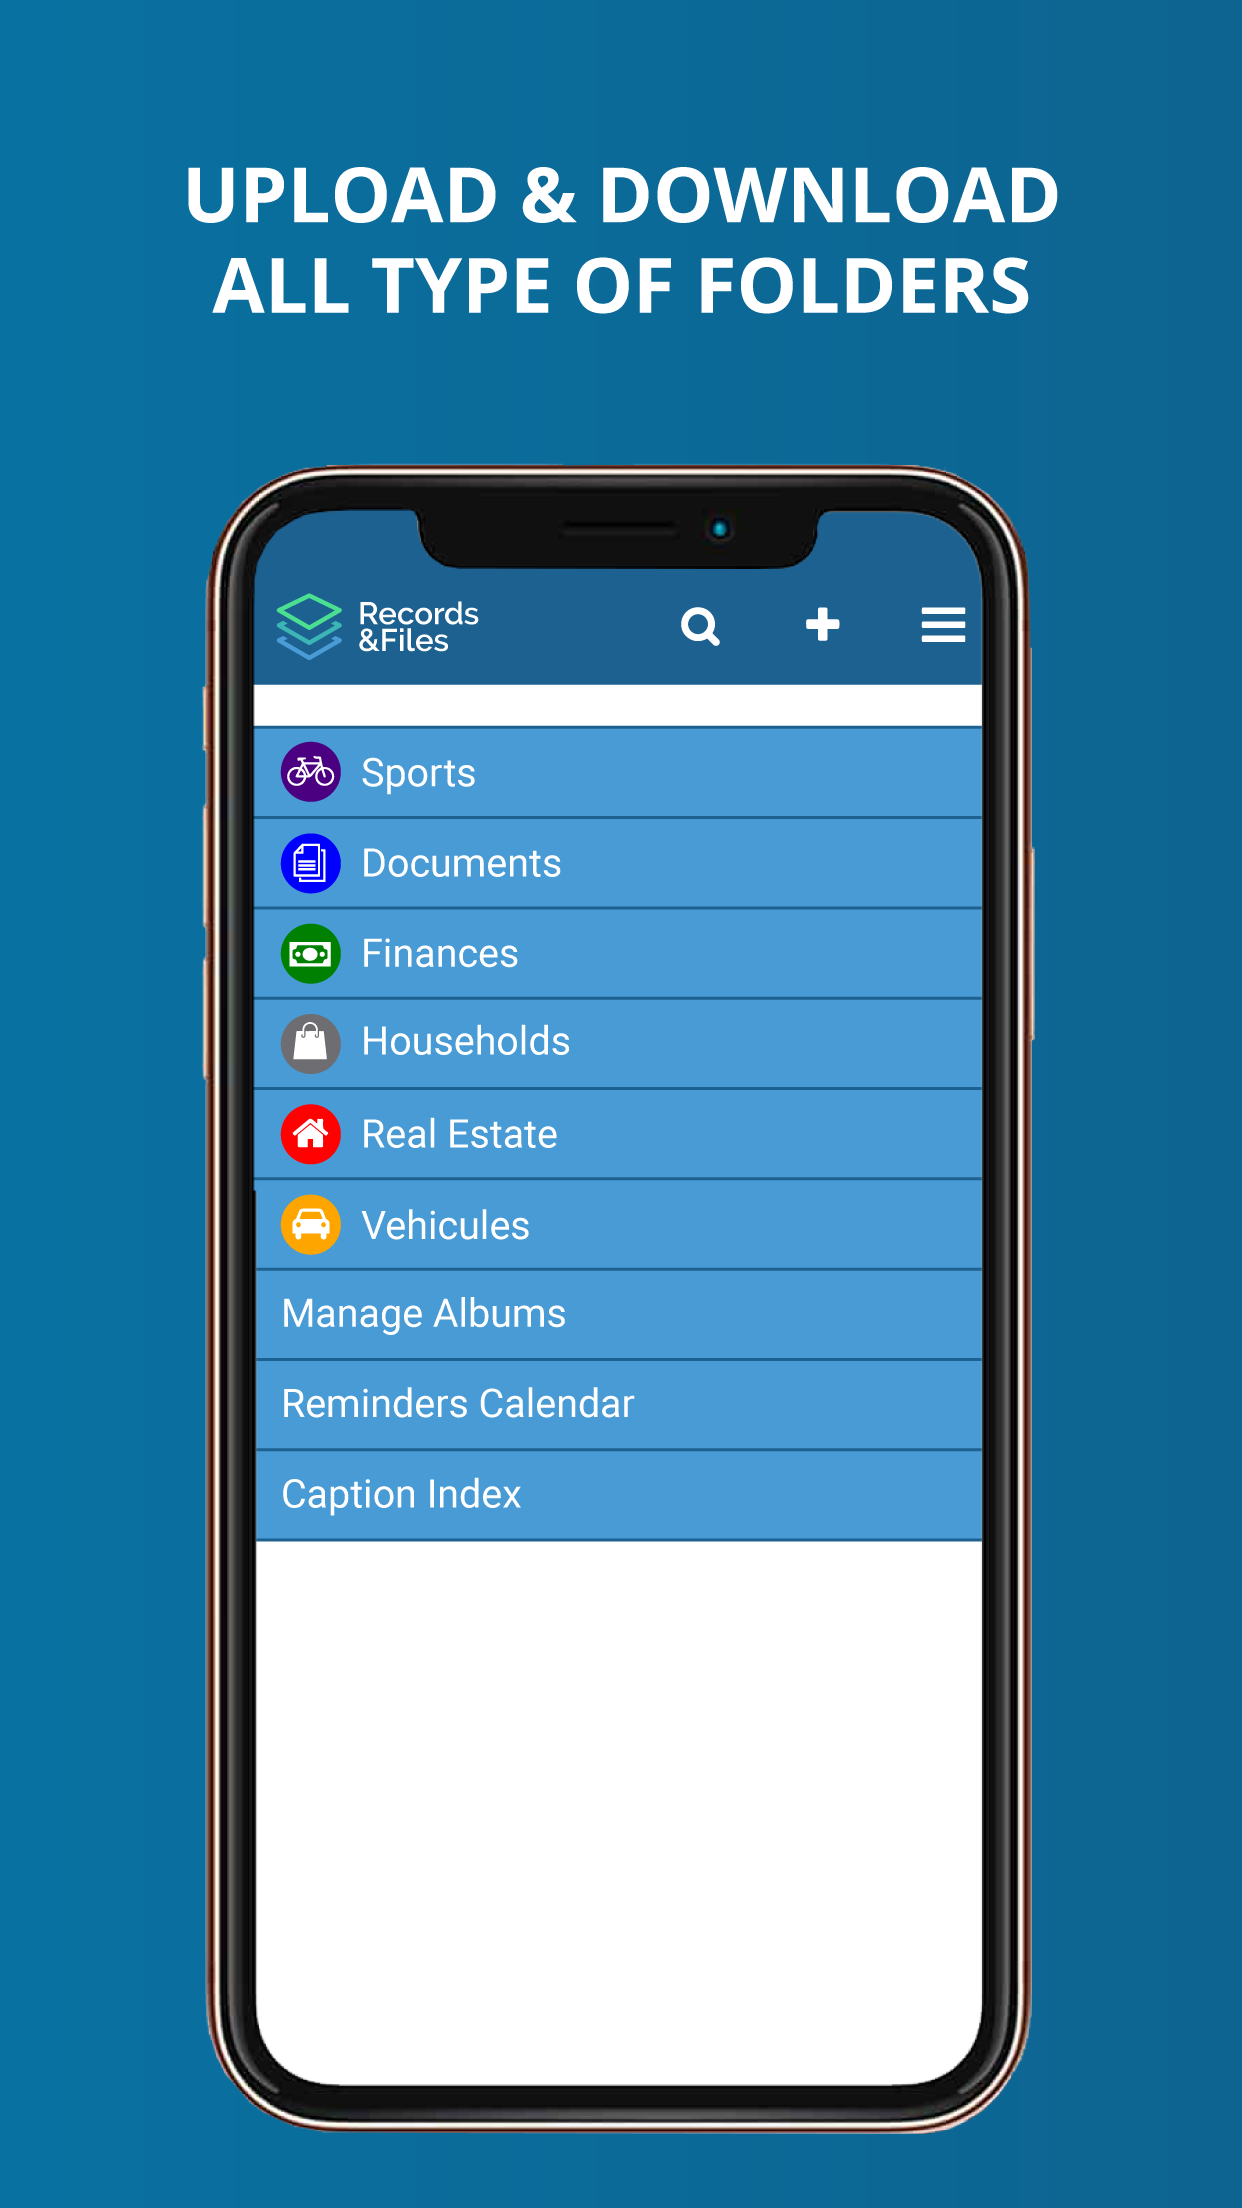 UPLOAD & DOWNLOAD
ALL TYPE OF FOLDERS
Records
&Files
Sports
Documents
Finances
Households
Real Estate
Vehicules
Manage Albums
Reminders Calendar
Caption Index